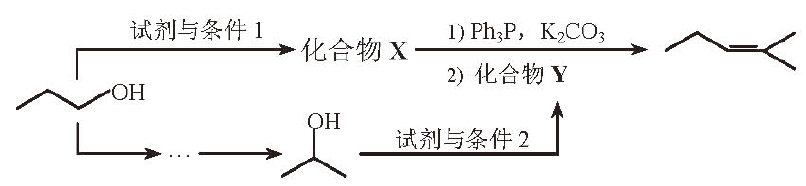 试剂与条件 1
化合物 X
1) Ph₃P，K₂CO₃
2) 化合物 Y
OH
OH
…
试剂与条件 2